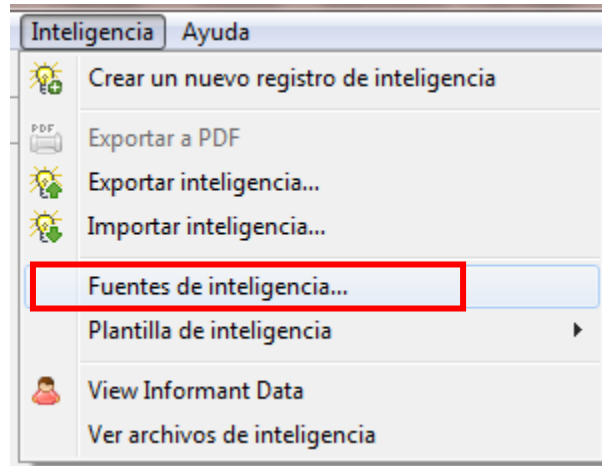 Inteligencia Ayuda
Crear un nuevo registro de inteligencia
PDF Exportar a PDF
Exportar inteligencia...
Importar inteligencia...
Fuentes de inteligencia...
Plantilla de inteligencia
View Informant Data
Ver archivos de inteligencia